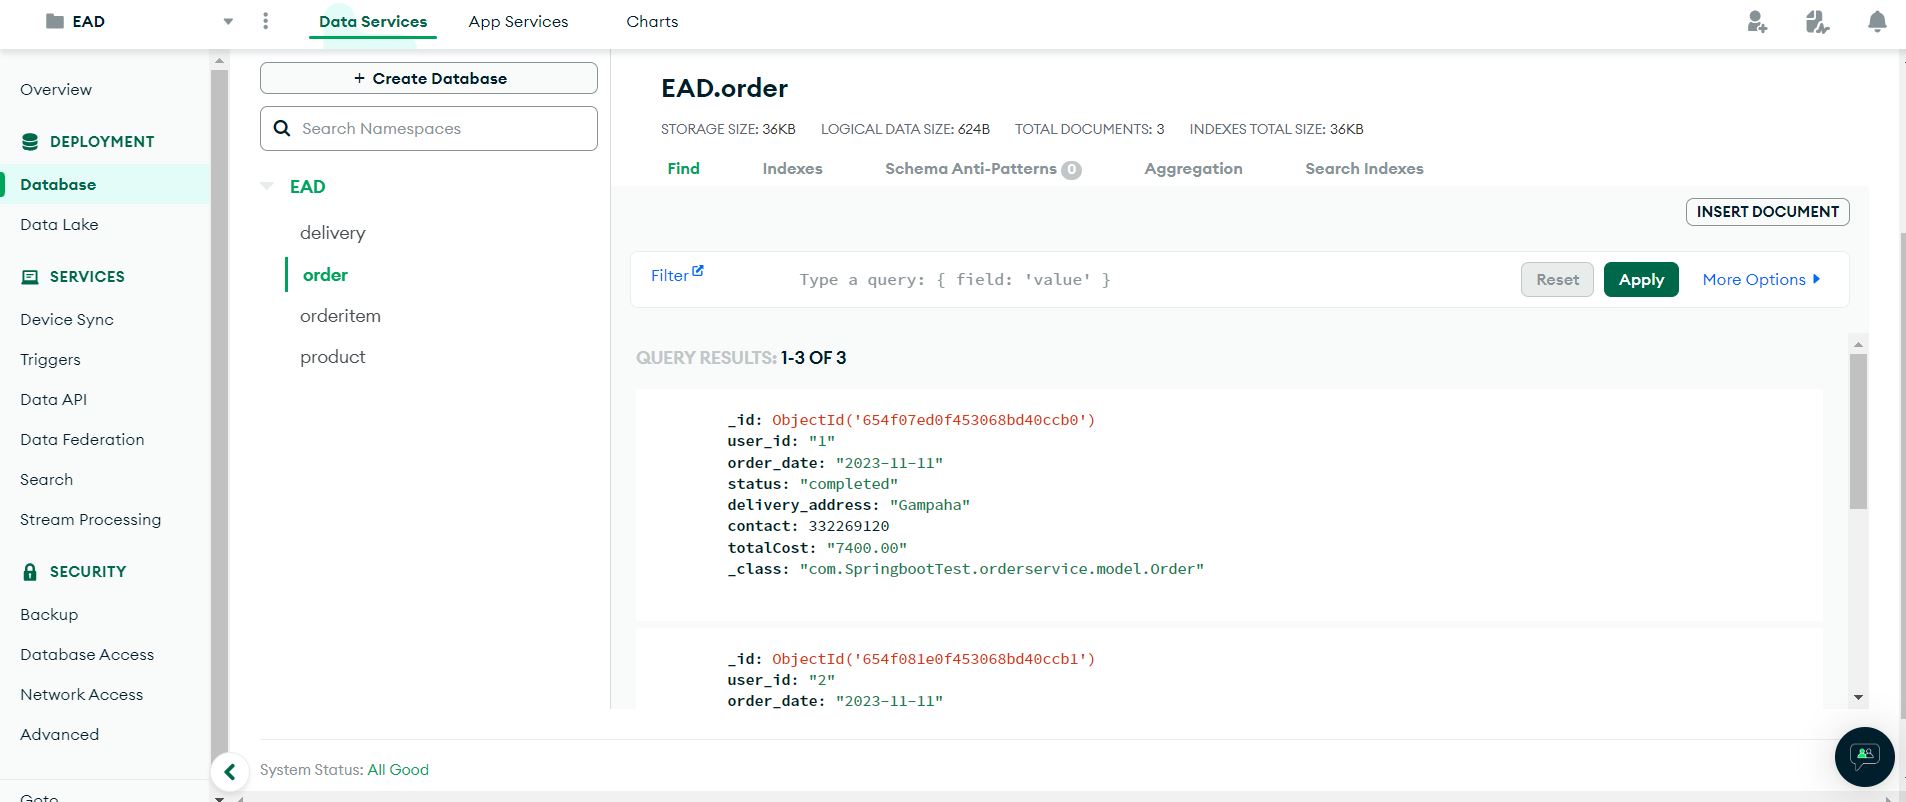 EAD
Data Services
App Services
Charts
Overview
DEPLOYMENT
Database
Data Lake
SERVICES
Device Sync
Triggers
Data API
Data Federation
Search
Stream Processing
SECURITY
Backup
Database Access
Network Access
Advanced
Goto
+ Create Database
Search Namespaces
EAD
delivery
order
orderitem
product
EAD.order
STORAGE SIZE: 36KB LOGICAL DATA SIZE: 624B TOTAL DOCUMENTS: 3 INDEXES TOTAL SIZE: 36KB
Find Indexes Schema Anti-Patterns 0 Aggregation Search Indexes
INSERT DOCUMENT
Filter Type a query: { field: 'value' } Reset Apply More Options
QUERY RESULTS: 1-3 OF 3
_id: ObjectId('654f07ed0f453068bd40ccb0')
user_id: "1"
order_date: "2023-11-11"
status: "completed"
delivery_address: "Gampaha"
contact: 332269120
totalCost: "7400.00"
_class: "com.SpringbootTest.orderservice.model.Order"
_id: ObjectId('654f081e0f453068bd40ccb1')
user_id: "2"
order_date: "2023-11-11"
System Status: All Good